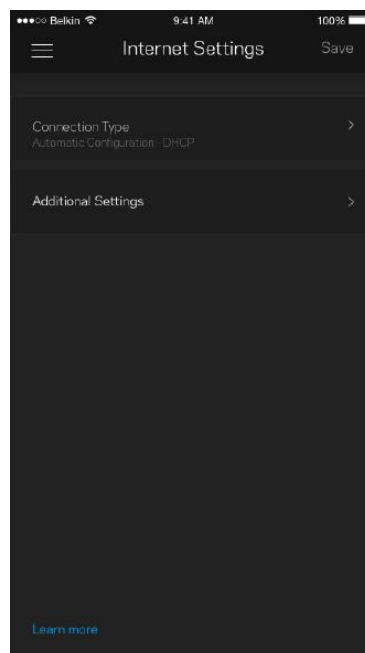 Belkin 9:41 AM 100%
Internet Settings Save
Connection Type
Automatic Configuration - DHCP
Additional Settings
Learn more